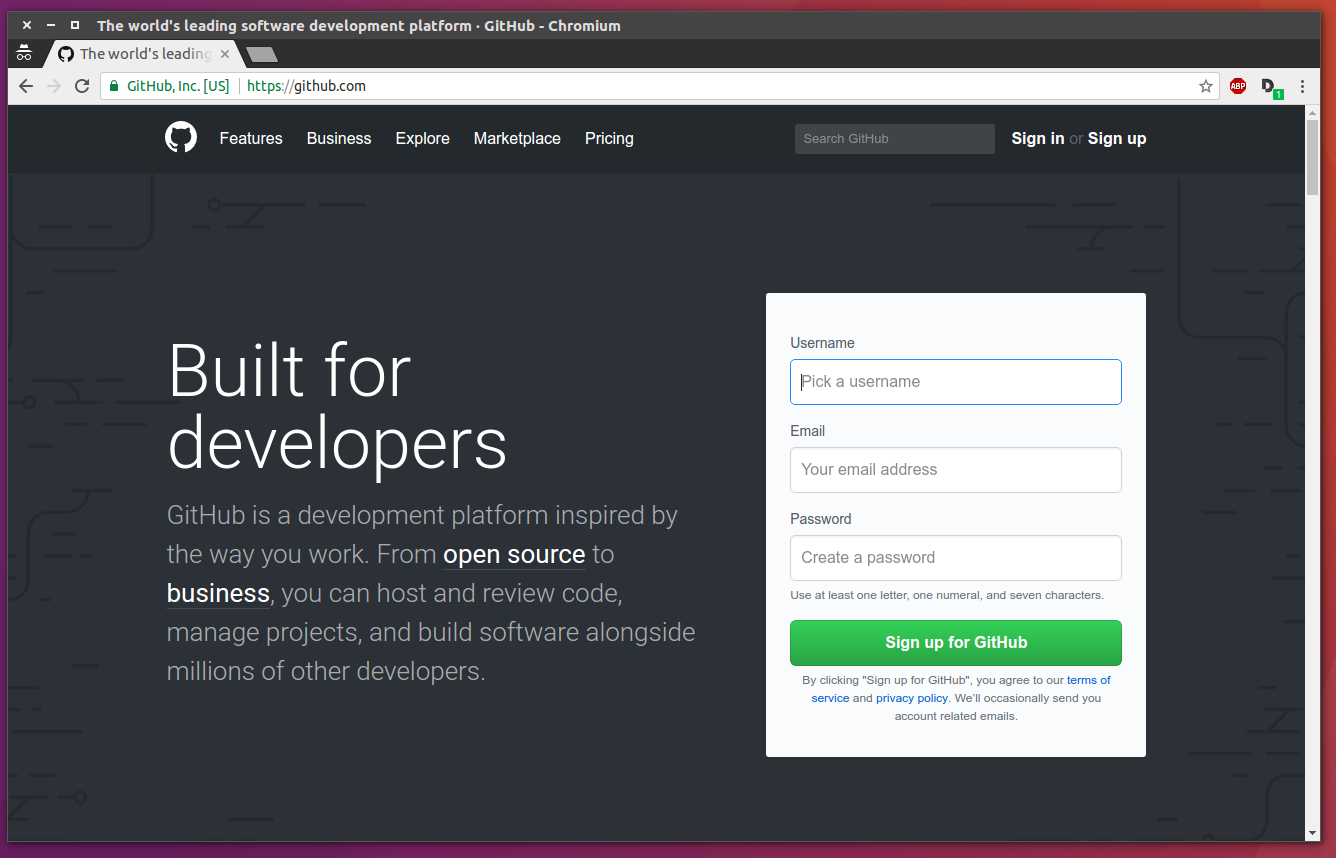 The world's leading software development platform · GitHub - Chromium
The world's leading
GitHub, Inc. [US] https://github.com
ABP
D
1
Features Business Explore Marketplace Pricing Search GitHub Sign in or Sign up
Built for
developers
GitHub is a development platform inspired by
the way you work. From open source to
business, you can host and review code,
manage projects, and build software alongside
millions of other developers.
Username
Pick a username
Email
Your email address
Password
Create a password
Use at least one letter, one numeral, and seven characters.
Sign up for GitHub
By clicking "Sign up for GitHub", you agree to our terms of
service and privacy policy. We'll occasionally send you
account related emails.